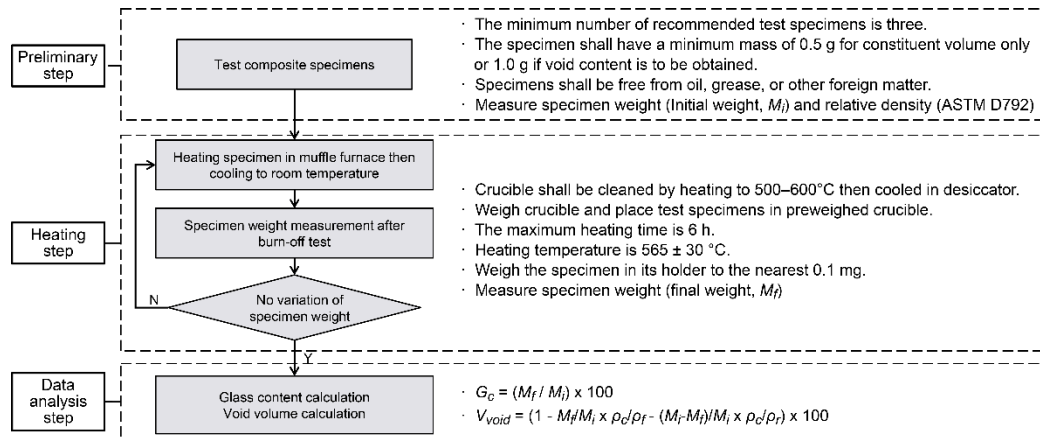 Preliminary
step
Test composite specimens
· The minimum number of recommended test specimens is three.
· The specimen shall have a minimum mass of 0.5 g for constituent volume only
or 1.0 g if void content is to be obtained.
· Specimens shall be free from oil, grease, or other foreign matter.
· Measure specimen weight (Initial weight, Mi) and relative density (ASTM D792)
Heating
step
Heating specimen in muffle furnace then
cooling to room temperature
Specimen weight measurement after
burn-off test
No variation of
specimen weight
N
Y
· Crucible shall be cleaned by heating to 500–600°C then cooled in desiccator.
· Weigh crucible and place test specimens in preweighed crucible.
· The maximum heating time is 6 h.
· Heating temperature is 565 ± 30 °C.
· Weigh the specimen in its holder to the nearest 0.1 mg.
· Measure specimen weight (final weight, Mf)
Data
analysis
step
Glass content calculation
Void volume calculation
· Gc = (Mf / Mi) x 100
· Vvoid = (1 - Mf/Mi x ρc/ρf - (Mi-Mf)/Mi x ρc/ρr) x 100